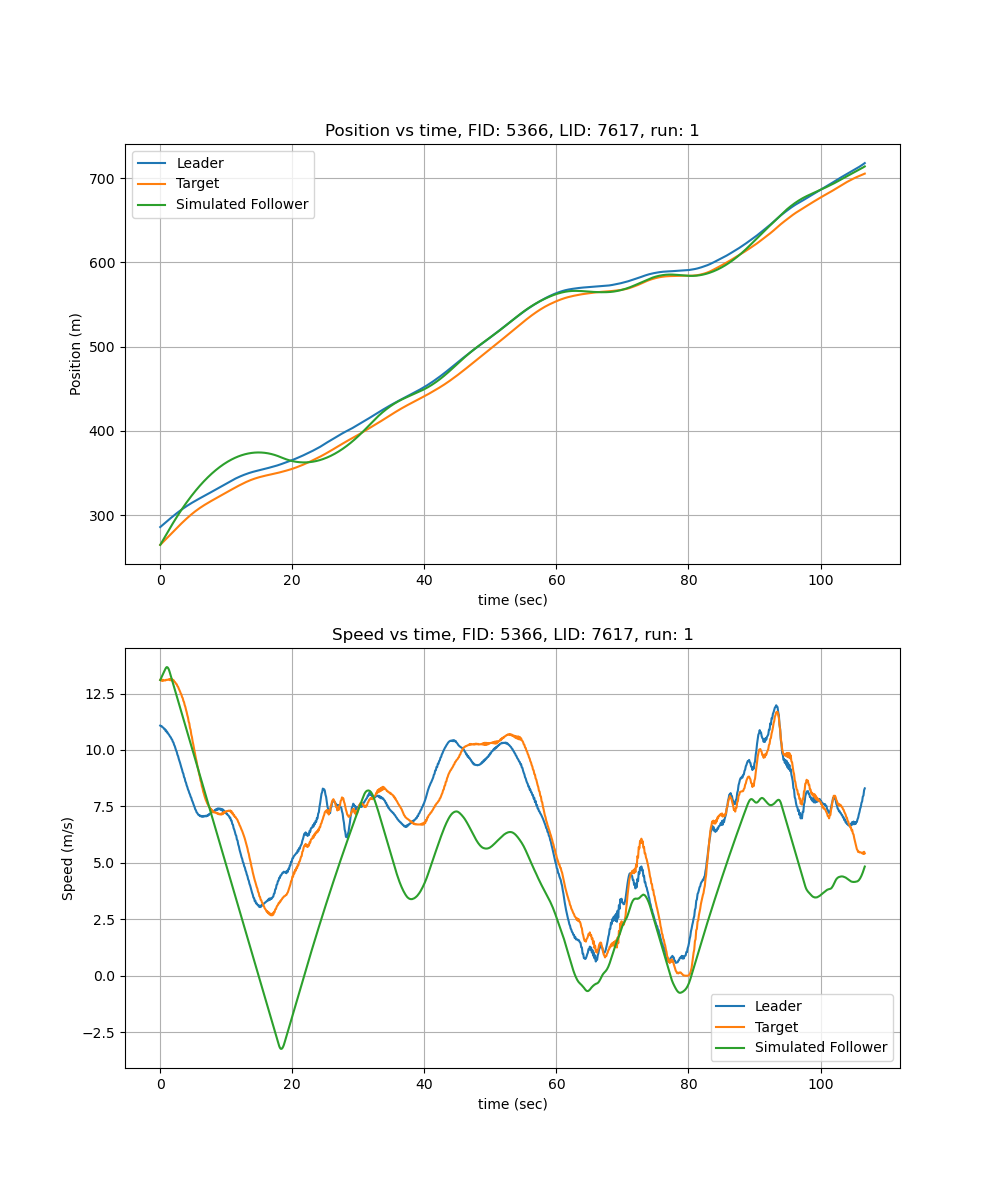 Position vs time, FID: 5366, LID: 7617, run: 1
Leader
Target
Simulated Follower
700
600
500
400
300
Position (m)
0 20 40 60 80 100
time (sec)
Speed vs time, FID: 5366, LID: 7617, run: 1
12.5
10.0
7.5
5.0
2.5
0.0
−2.5
Speed (m/s)
Leader
Target
Simulated Follower
0 20 40 60 80 100
time (sec)